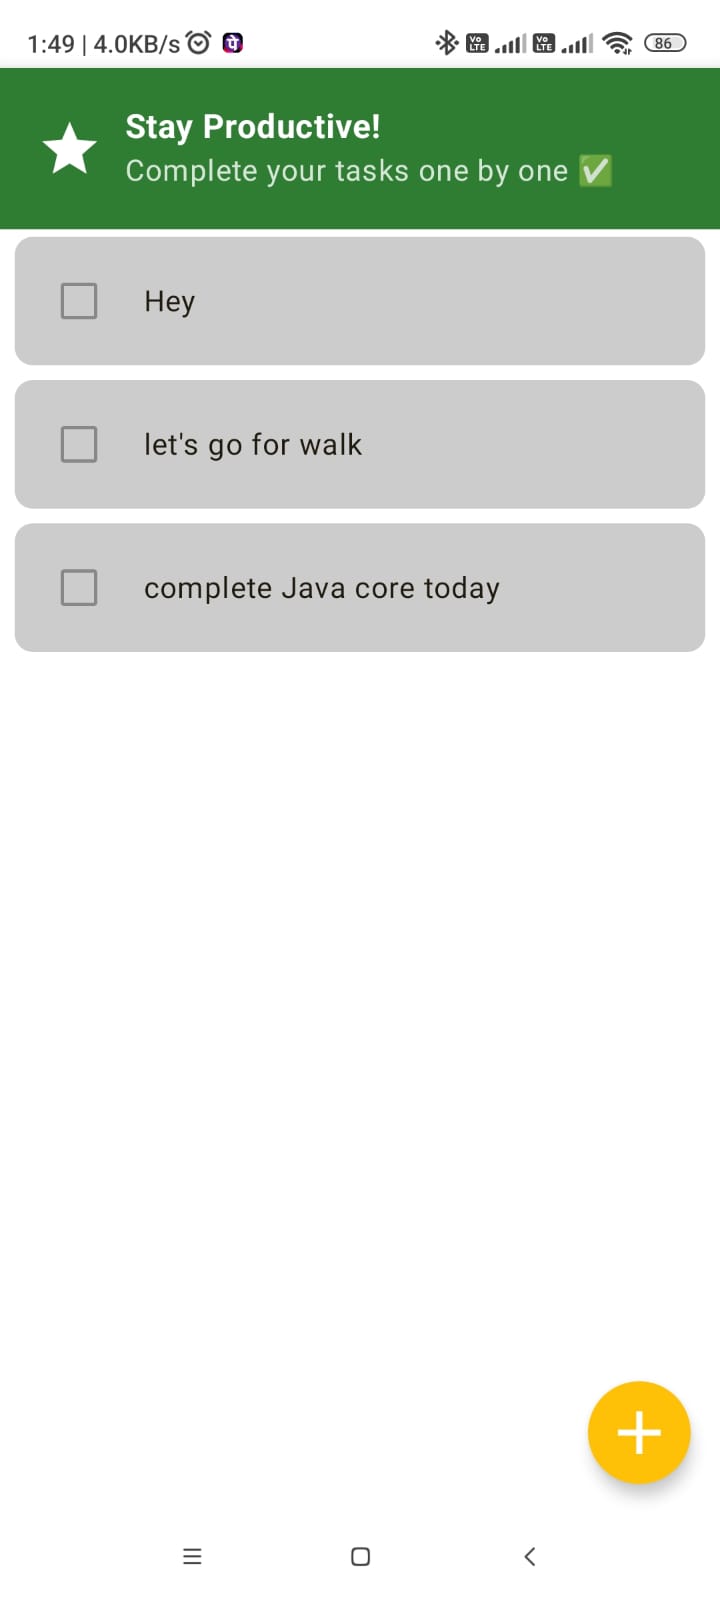 1:49 | 4.0KB/s पे Vo LTE Vo LTE 86
Stay Productive!
Complete your tasks one by one ✅
Hey
let's go for walk
complete Java core today